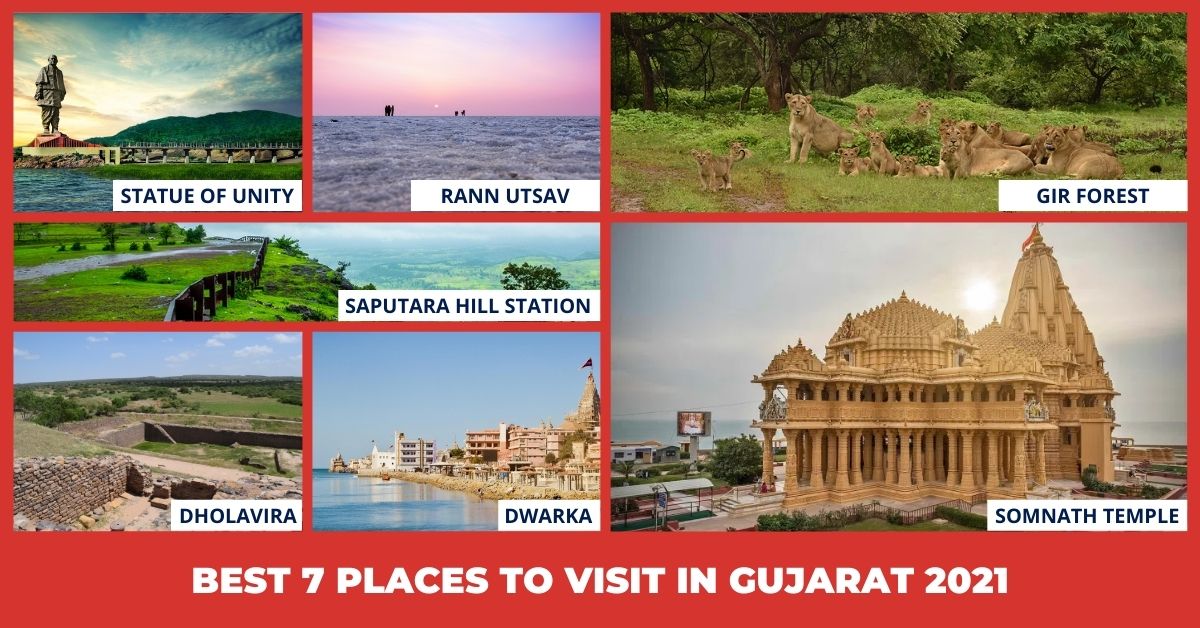 STATUE OF UNITY
RANN UTSAV
GIR FOREST
SAPUTARA HILL STATION
DHOLAVIRA
DWARKA
SOMNATH TEMPLE
BEST 7 PLACES TO VISIT IN GUJARAT 2021